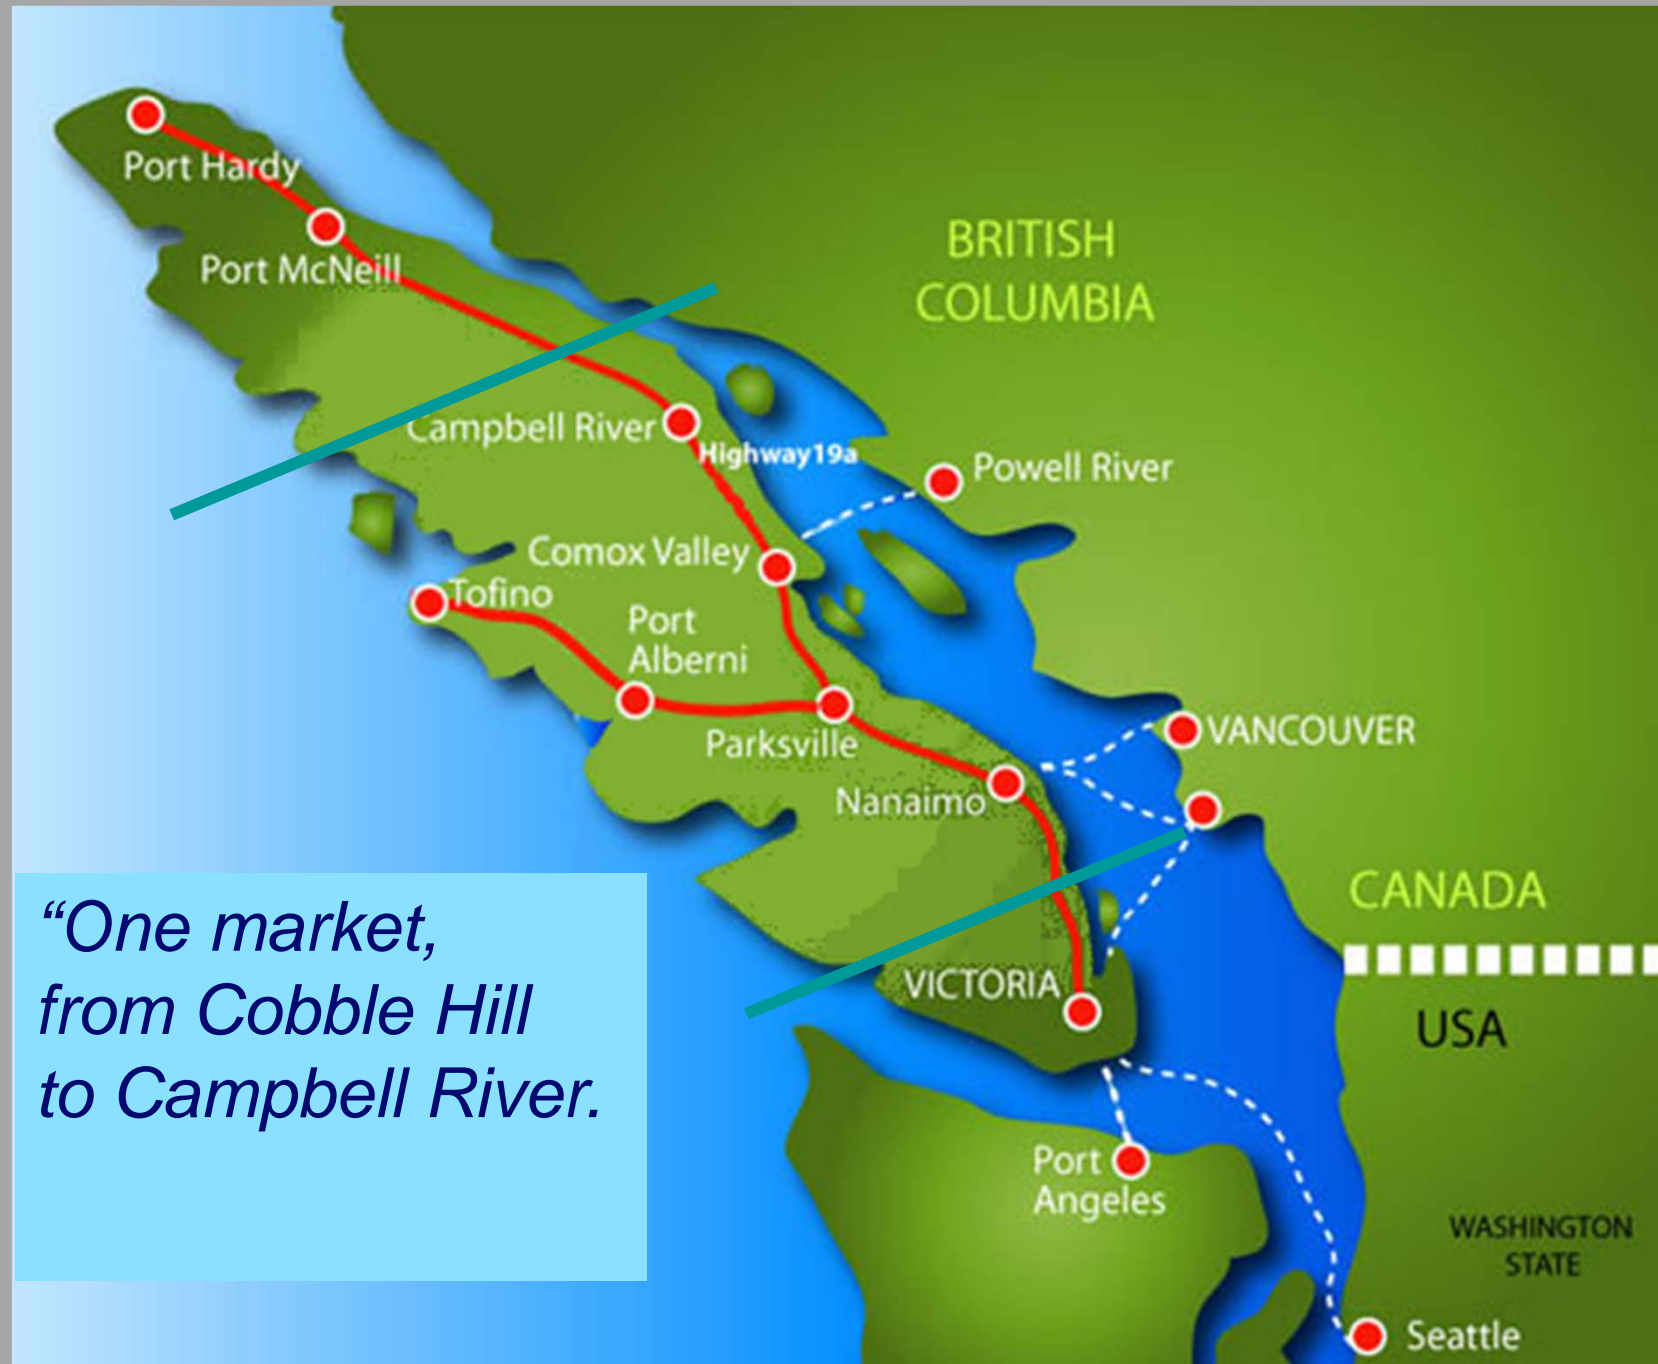 Port Hardy
Port McNeill
BRITISH
COLUMBIA
Campbell River
Highway19a
Powell River
Comox Valley
Tofino
Port
Alberni
Parksville
VANCOUVER
Nanaimo
CANADA
VICTORIA
USA
“One market,
from Cobble Hill
to Campbell River.
Port
Angeles
WASHINGTON
STATE
Seattle